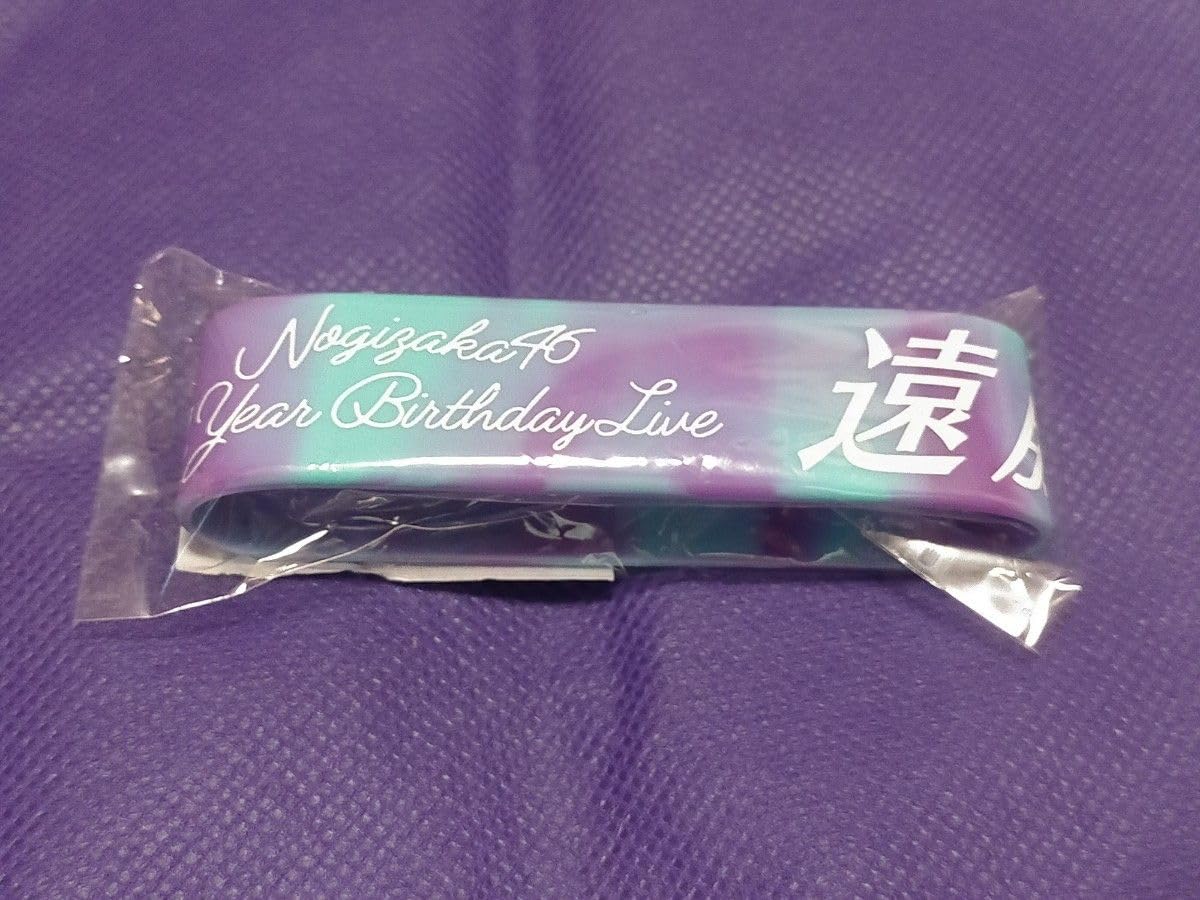 Nogizaka46
Year Birthday Live
遠